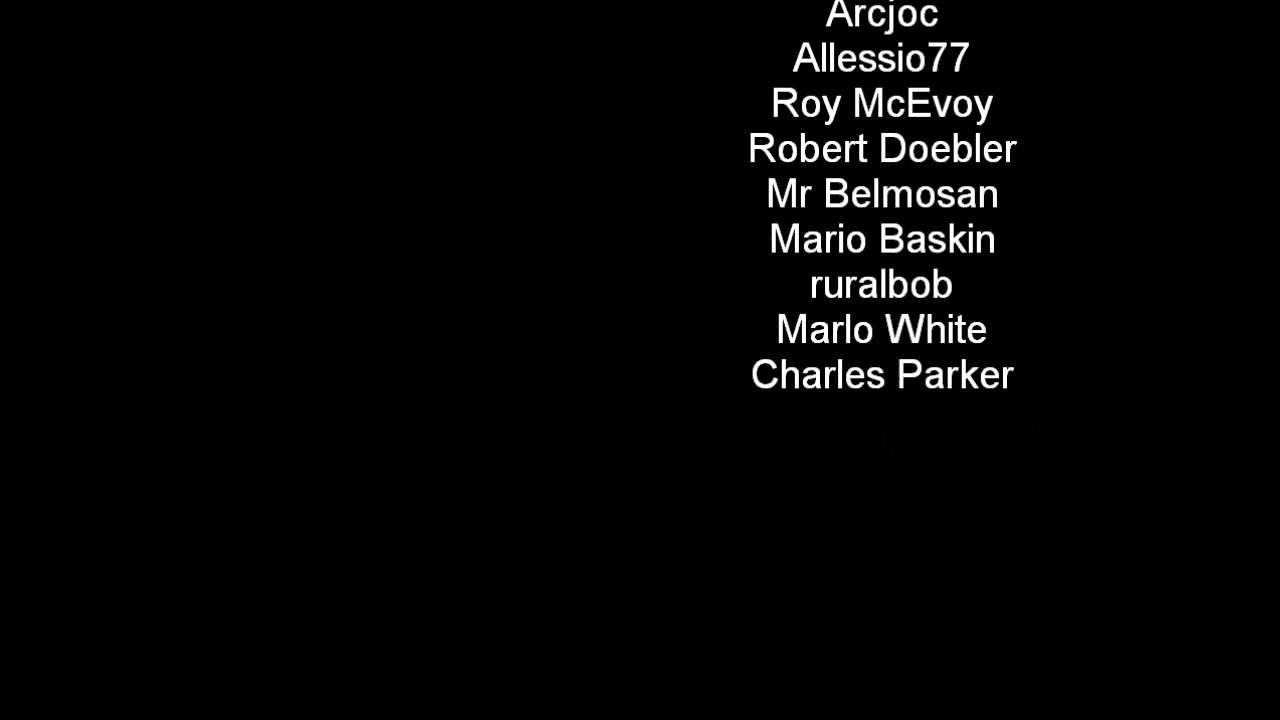 Arcjoc
Allessio77
Roy McEvoy
Robert Doebler
Mr Belmosan
Mario Baskin
ruralbob
Marlo White
Charles Parker